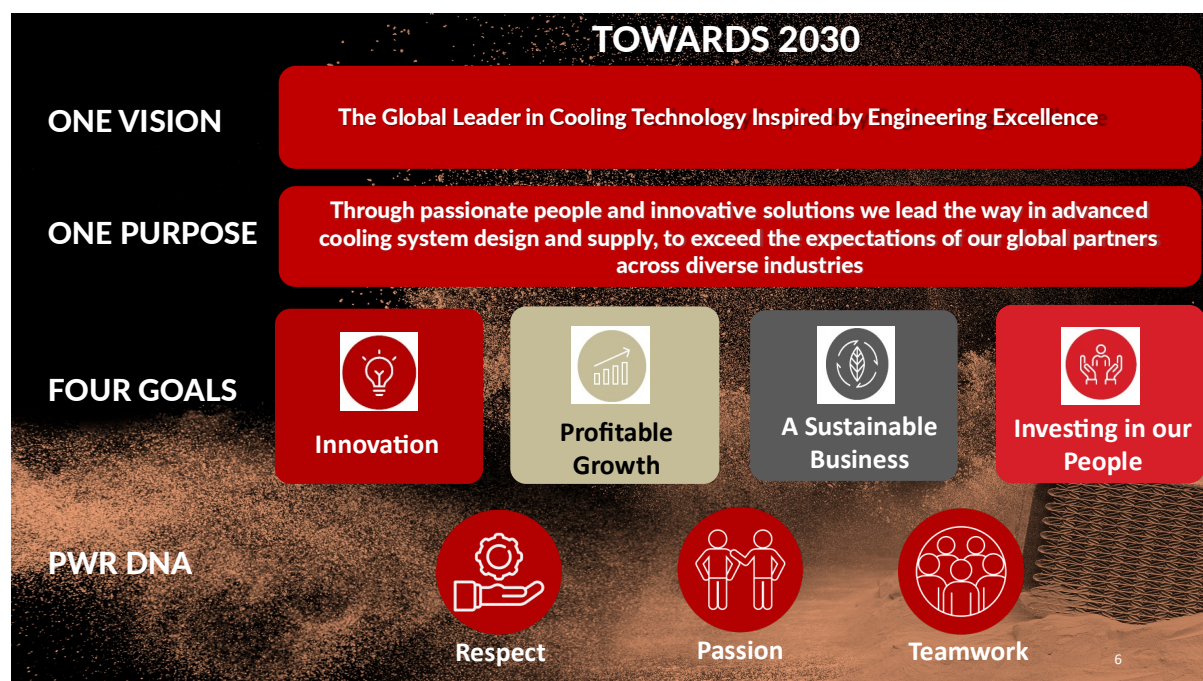 TOWARDS 2030
ONE VISION
The Global Leader in Cooling Technology Inspired by Engineering Excellence
ONE PURPOSE
Through passionate people and innovative solutions we lead the way in advanced
cooling system design and supply, to exceed the expectations of our global partners
across diverse industries
FOUR GOALS
Innovation
Profitable
Growth
A Sustainable
Business
Investing in our
People
PWR DNA
Respect
Passion
Teamwork
6